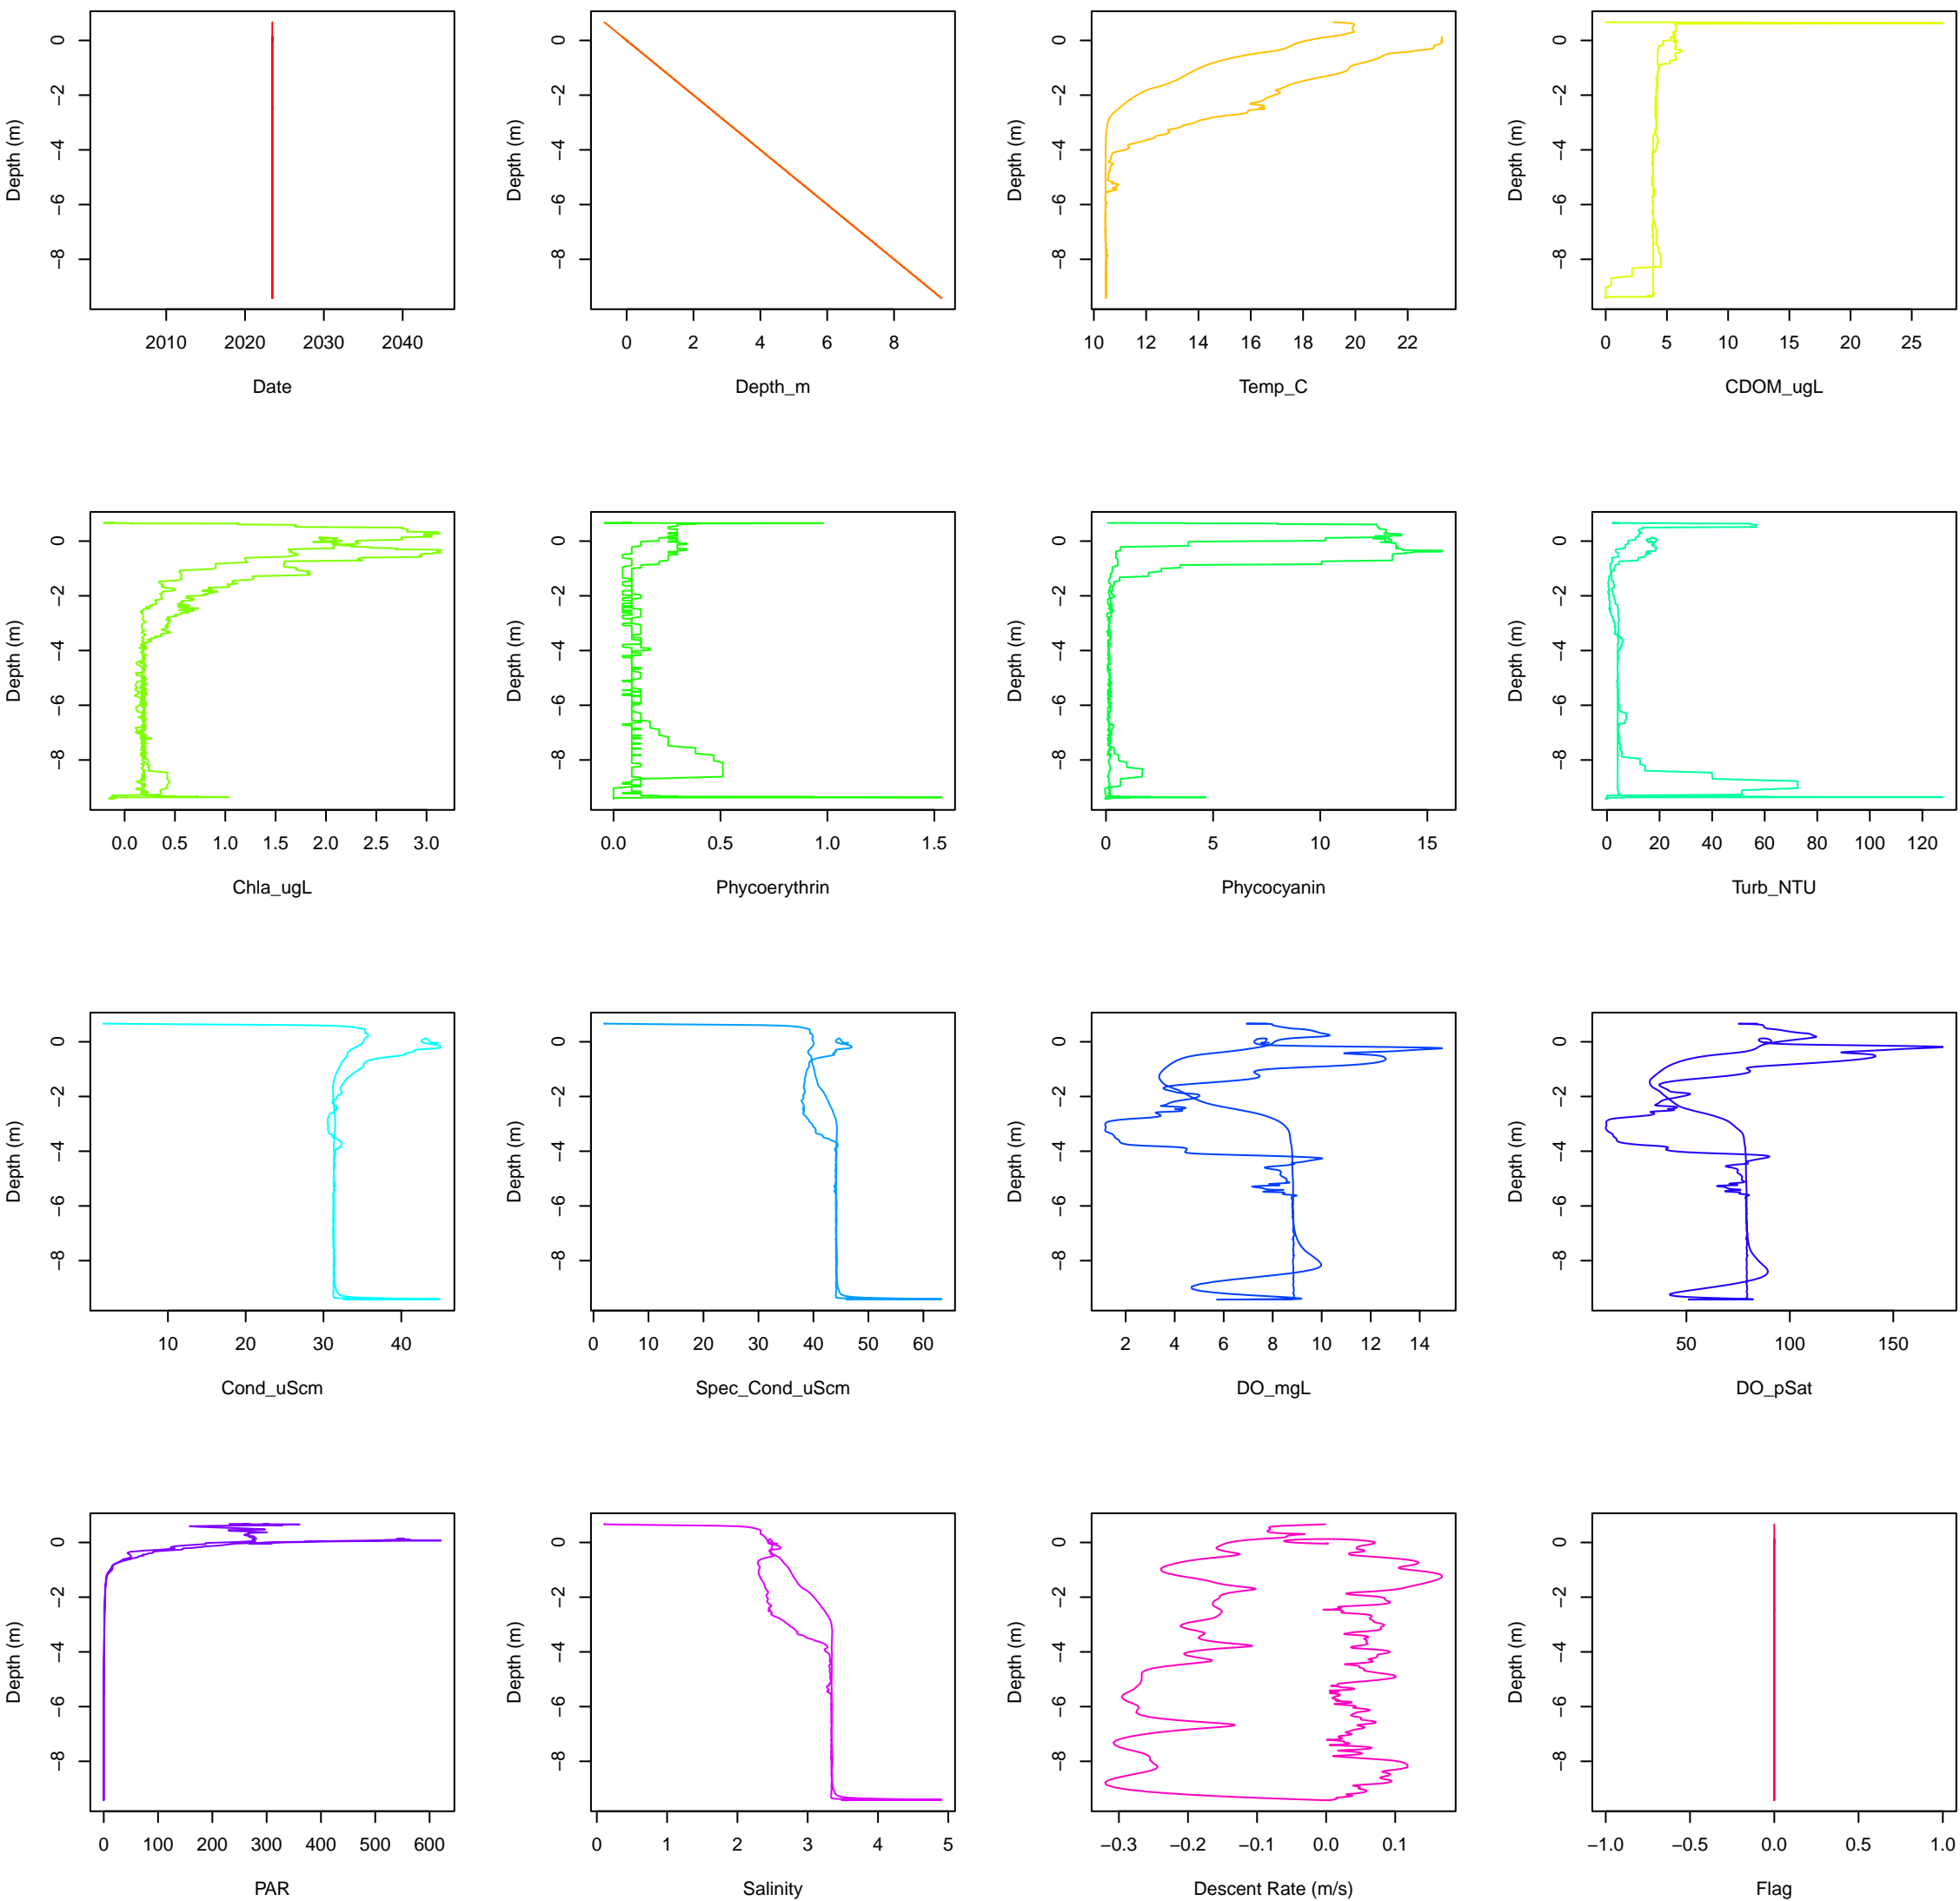 Depth (m)
0 −2 −4 −6 −8
2010 2020 2030 2040
Date
Depth (m)
0 −2 −4 −6 −8
0 2 4 6 8
Depth_m
Depth (m)
0 −2 −4 −6 −8
10 12 14 16 18 20 22
Temp_C
Depth (m)
0 −2 −4 −6 −8
0 5 10 15 20 25
CDOM_ugL
Depth (m)
0 −2 −4 −6 −8
0.0 0.5 1.0 1.5 2.0 2.5 3.0
Chla_ugL
Depth (m)
0 −2 −4 −6 −8
0.0 0.5 1.0 1.5
Phycoerythrin
Depth (m)
0 −2 −4 −6 −8
0 5 10 15
Phycocyanin
Depth (m)
0 −2 −4 −6 −8
0 20 40 60 80 100 120
Turb_NTU
Depth (m)
0 −2 −4 −6 −8
10 20 30 40
Cond_uScm
Depth (m)
0 −2 −4 −6 −8
0 10 20 30 40 50 60
Spec_Cond_uScm
Depth (m)
0 −2 −4 −6 −8
2 4 6 8 10 12 14
DO_mgL
Depth (m)
0 −2 −4 −6 −8
50 100 150
DO_pSat
Depth (m)
0 −2 −4 −6 −8
0 100 200 300 400 500 600
PAR
Depth (m)
0 −2 −4 −6 −8
0 1 2 3 4 5
Salinity
Depth (m)
0 −2 −4 −6 −8
−0.3 −0.2 −0.1 0.0 0.1
Descent Rate (m/s)
Depth (m)
0 −2 −4 −6 −8
−1.0 −0.5 0.0 0.5 1.0
Flag